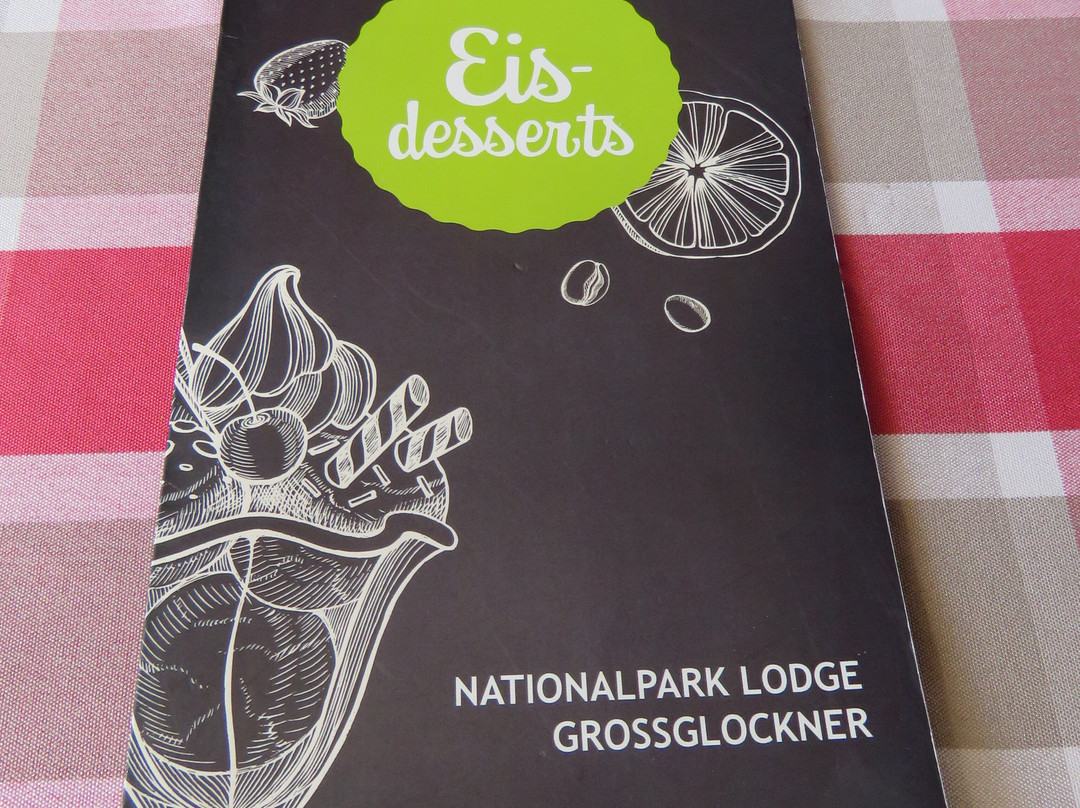 Eis-
desserts
NATIONALPARK LODGE
GROSSGLOCKNER